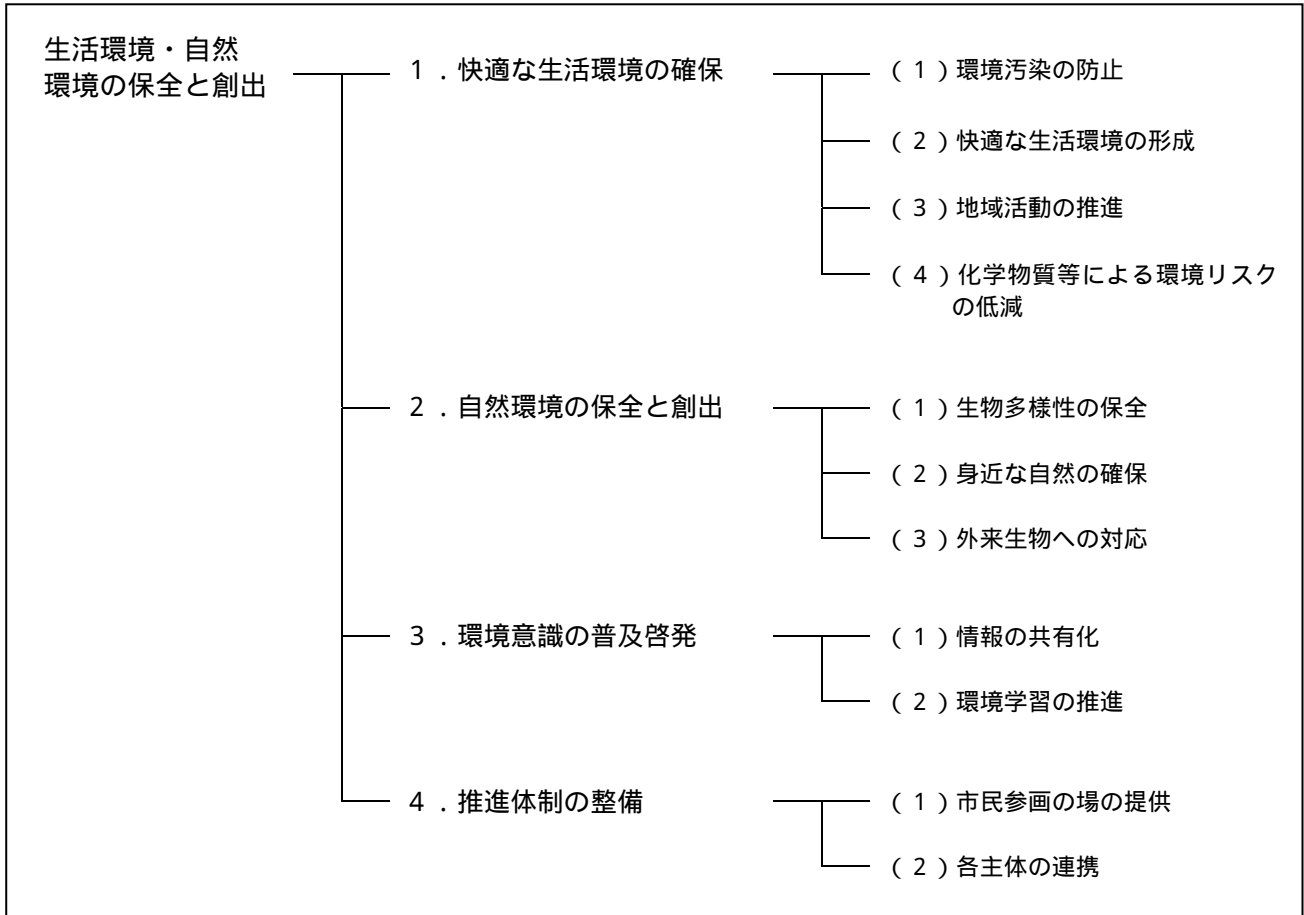 生活環境・自然
環境の保全と創出
1．快適な生活環境の確保
（1）環境汚染の防止
（2）快適な生活環境の形成
（3）地域活動の推進
（4）化学物質等による環境リスク
の低減
2．自然環境の保全と創出
（1）生物多様性の保全
（2）身近な自然の確保
（3）外来生物への対応
3．環境意識の普及啓発
（1）情報の共有化
（2）環境学習の推進
4．推進体制の整備
（1）市民参画の場の提供
（2）各主体の連携